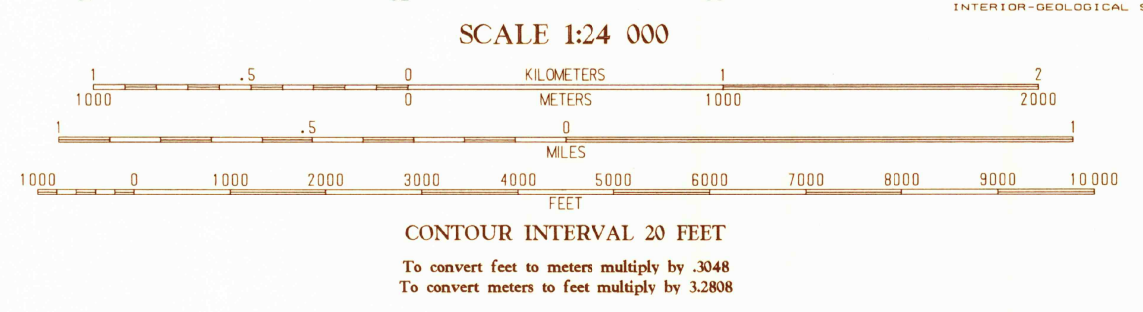 INTERIOR-GEOLOGICAL
SCALE 1:24 000
1 .5 0 KILOMETERS 1 2
1000 0 METERS 1000 2000
1 .5 0 1
MILES
1000 0 1000 2000 3000 4000 5000 6000 7000 8000 9000 10 000
FEET
CONTOUR INTERVAL 20 FEET
To convert feet to meters multiply by .3048
To convert meters to feet multiply by 3.2808